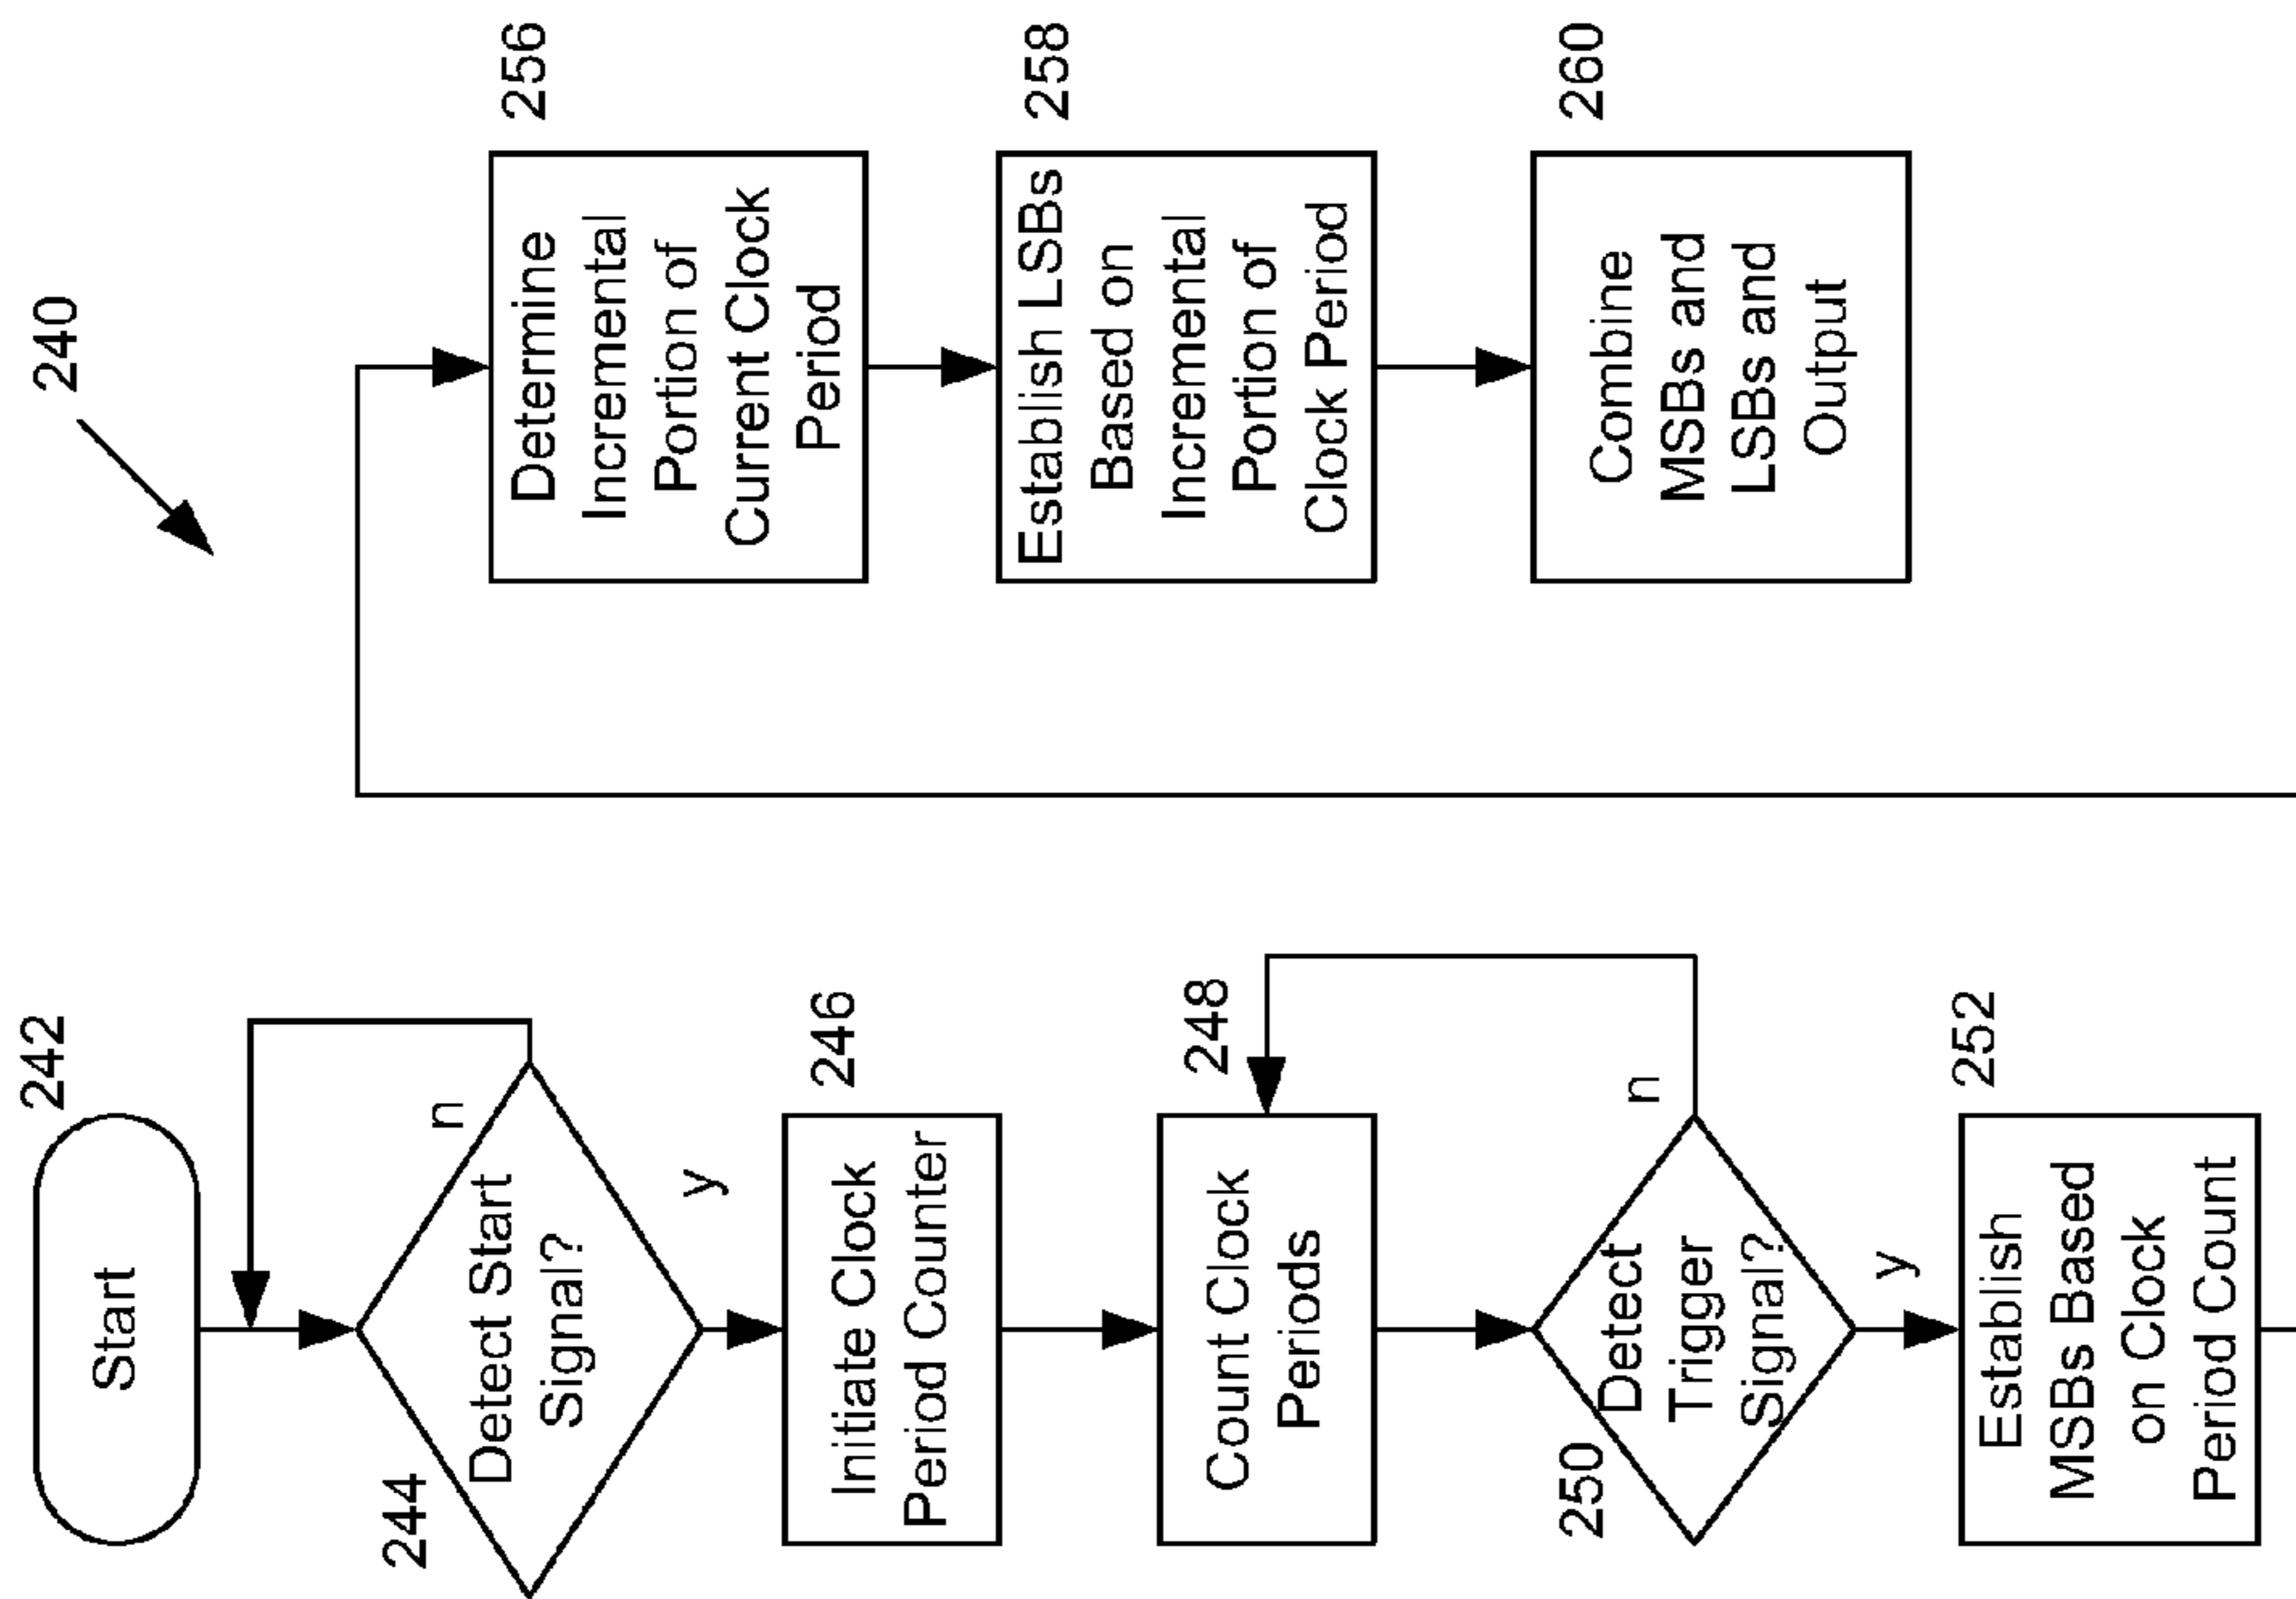 240
242
Start
244
Detect Start
Signal?
n
y
246
Initiate Clock
Period Counter
248
Count Clock
Periods
250
Detect
Trigger
Signal?
n
y
252
Establish
MSBs Based
on Clock
Period Count
256
Determine
Incremental
Portion of
Current Clock
Period
258
Establish LSBs
Based on
Incremental
Portion of
Clock Period
260
Combine
MSBs and
LSBs and
Output